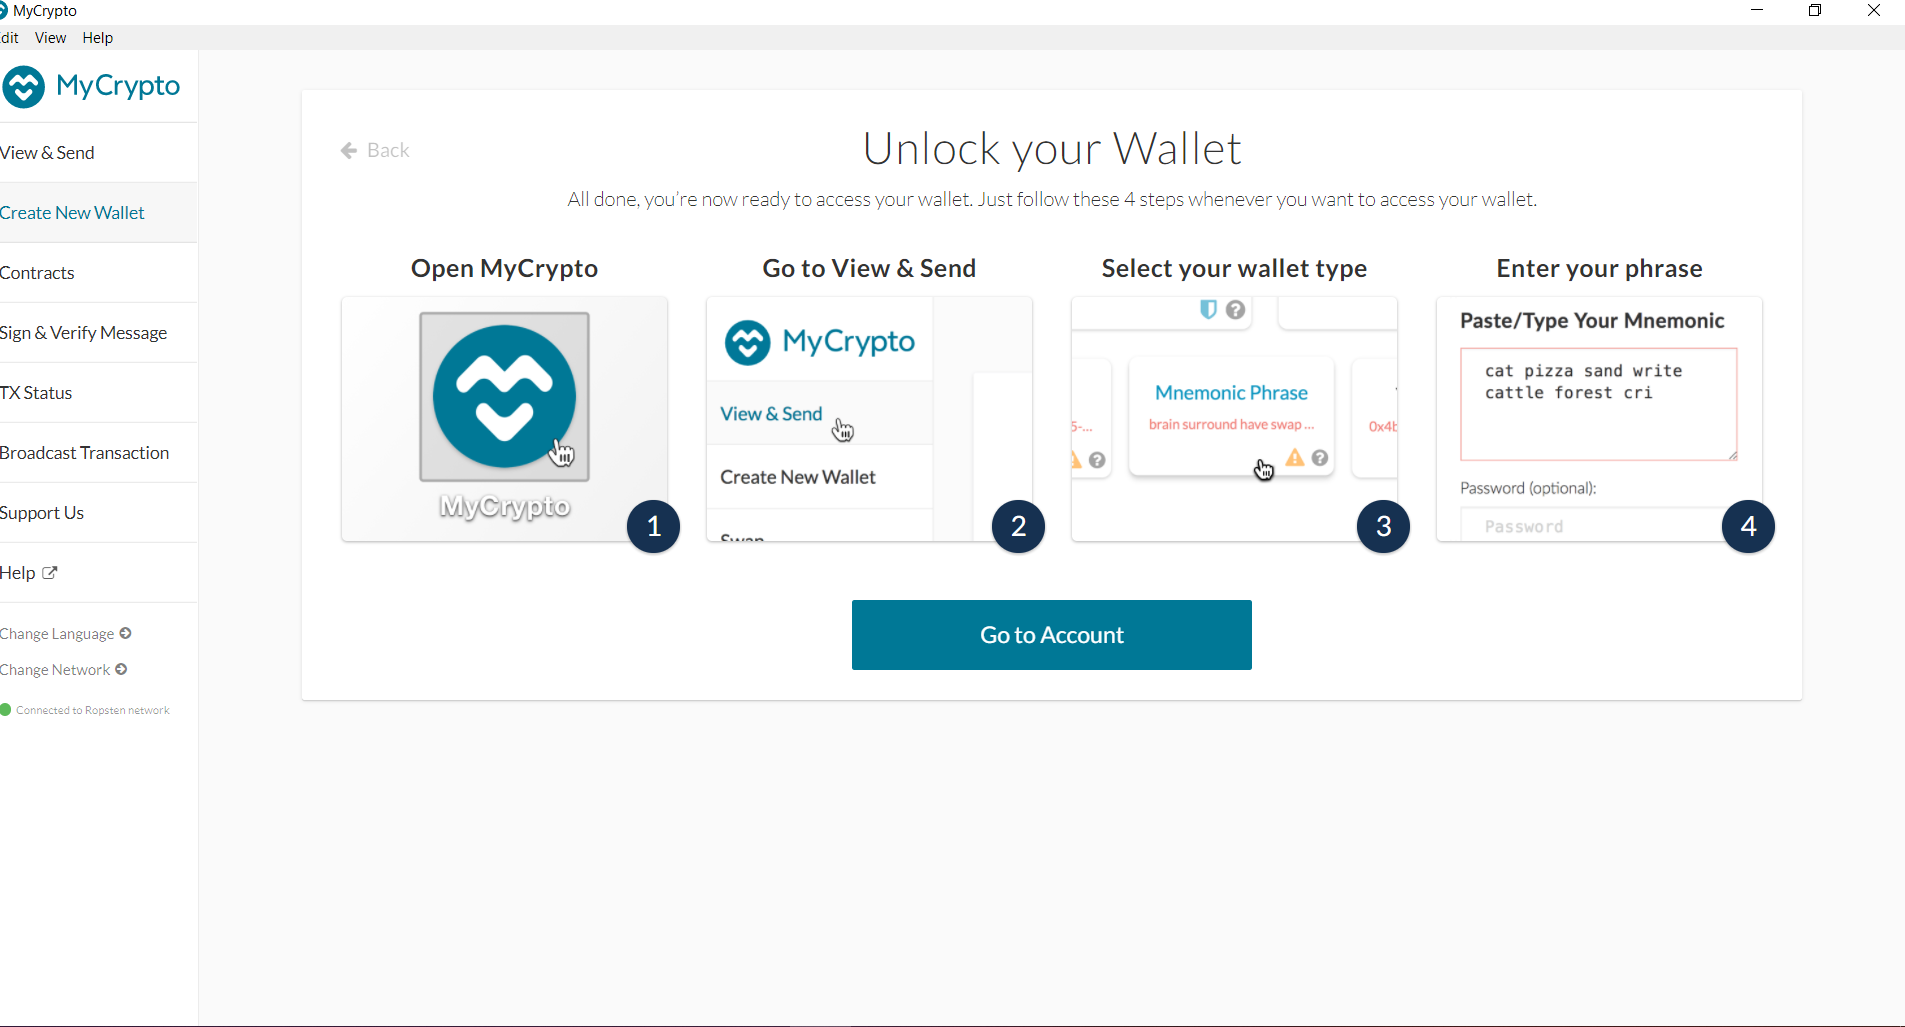 MyCrypto
dit View Help
MyCrypto
View & Send
Create New Wallet
Contracts
Sign & Verify Message
TX Status
Broadcast Transaction
Support Us
Help
Change Language
Change Network
Connected to Ropsten network
Back
Unlock your Wallet
All done, you're now ready to access your wallet. Just follow these 4 steps whenever you want to access your wallet.
Open MyCrypto
MyCrypto
1
Go to View & Send
MyCrypto
View & Send
Create New Wallet
Swap
2
Select your wallet type
Mnemonic Phrase
brain surround have swap ...
5-...
0x4b
3
Enter your phrase
Paste/Type Your Mnemonic
cat pizza sand write
cattle forest cri
Password (optional):
Password
4
Go to Account